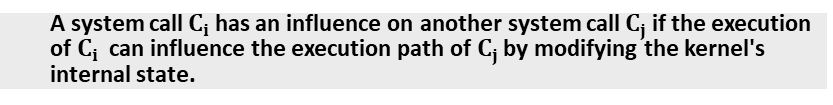 A system call Cᵢ has an influence on another system call Cⱼ if the execution
of Cᵢ can influence the execution path of Cⱼ by modifying the kernel's
internal state.